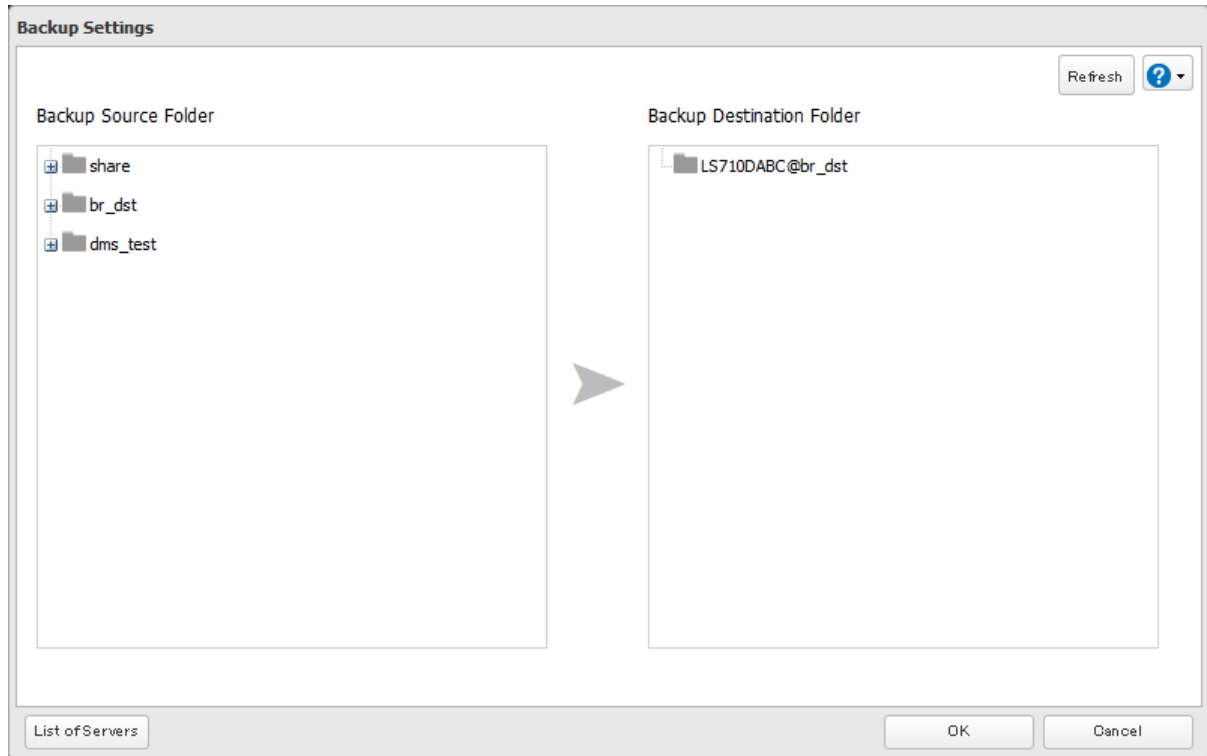 Backup Settings
Refresh
?
Backup Source Folder
Backup Destination Folder
share
br_dst
dms_test
LS710DABC@br_dst
List of Servers
OK
Cancel